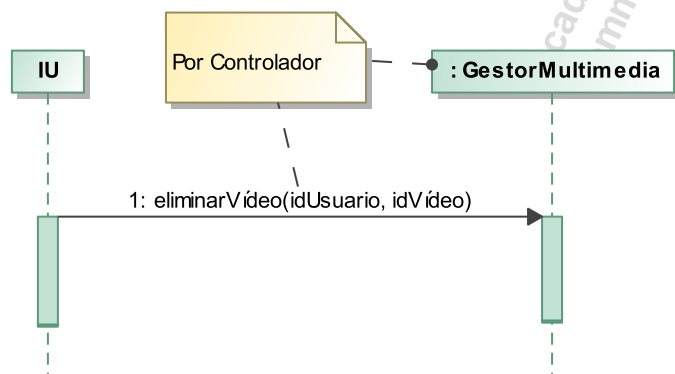 IU
Por Controlador
: GestorMultimedia
1: eliminarVídeo(idUsuario, idVídeo)